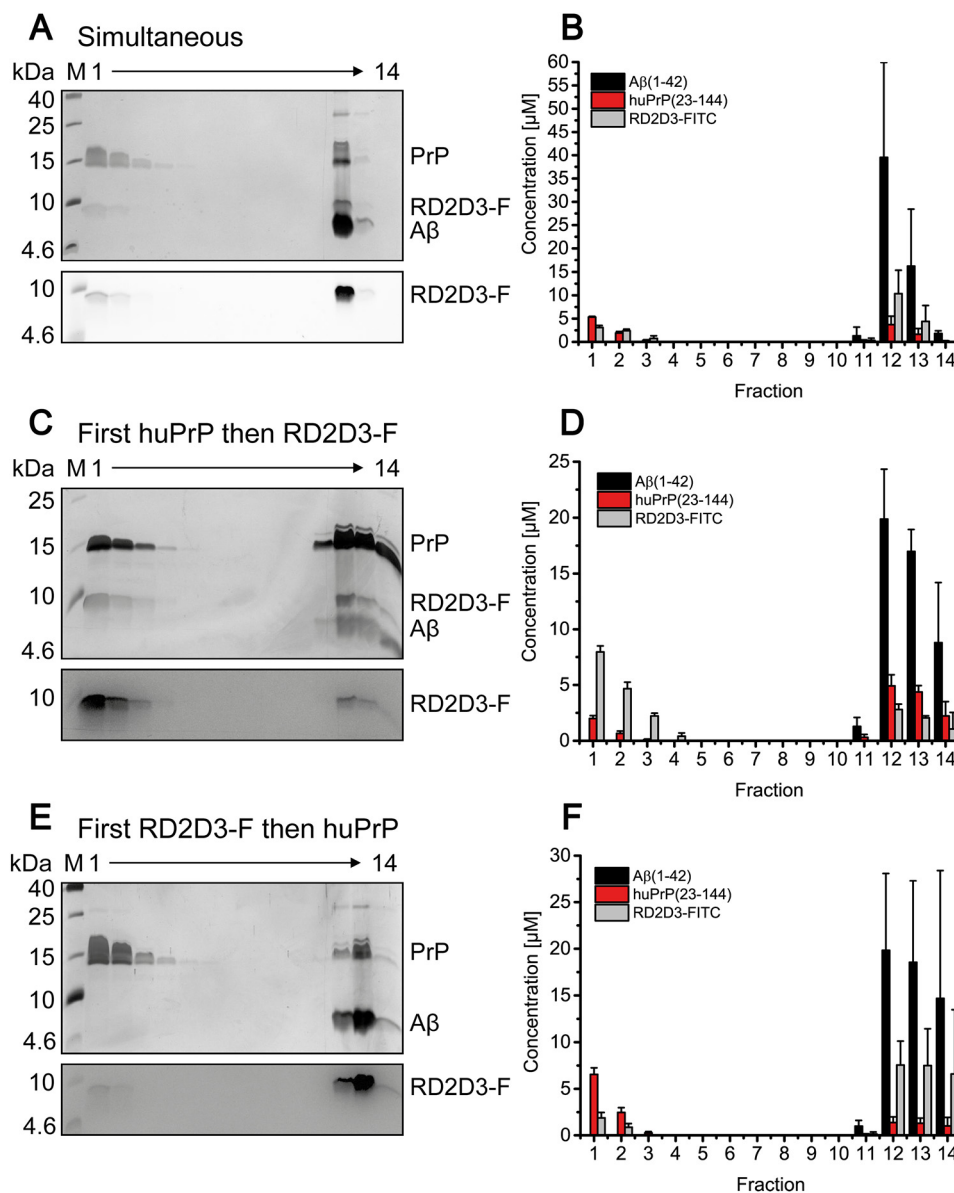 A Simultaneous
kDa M 1 14
40
25
15
10
4.6
PrP
RD2D3-F
Aβ
10
4.6
RD2D3-F
B
Aβ(1-42)
huPrP(23-144)
RD2D3-FITC
Concentration [µM]
60
55
50
45
40
35
30
25
20
15
10
5
0
1 2 3 4 5 6 7 8 9 10 11 12 13 14
Fraction
C First huPrP then RD2D3-F
kDa M 1 14
25
15
10
4.6
PrP
RD2D3-F
Aβ
10
RD2D3-F
D
Aβ(1-42)
huPrP(23-144)
RD2D3-FITC
Concentration [µM]
25
20
15
10
5
0
1 2 3 4 5 6 7 8 9 10 11 12 13 14
Fraction
E First RD2D3-F then huPrP
kDa M 1 14
40
25
15
10
4.6
PrP
Aβ
10
4.6
RD2D3-F
F
Aβ(1-42)
huPrP(23-144)
RD2D3-FITC
Concentration [µM]
30
25
20
15
10
5
0
1 2 3 4 5 6 7 8 9 10 11 12 13 14
Fraction